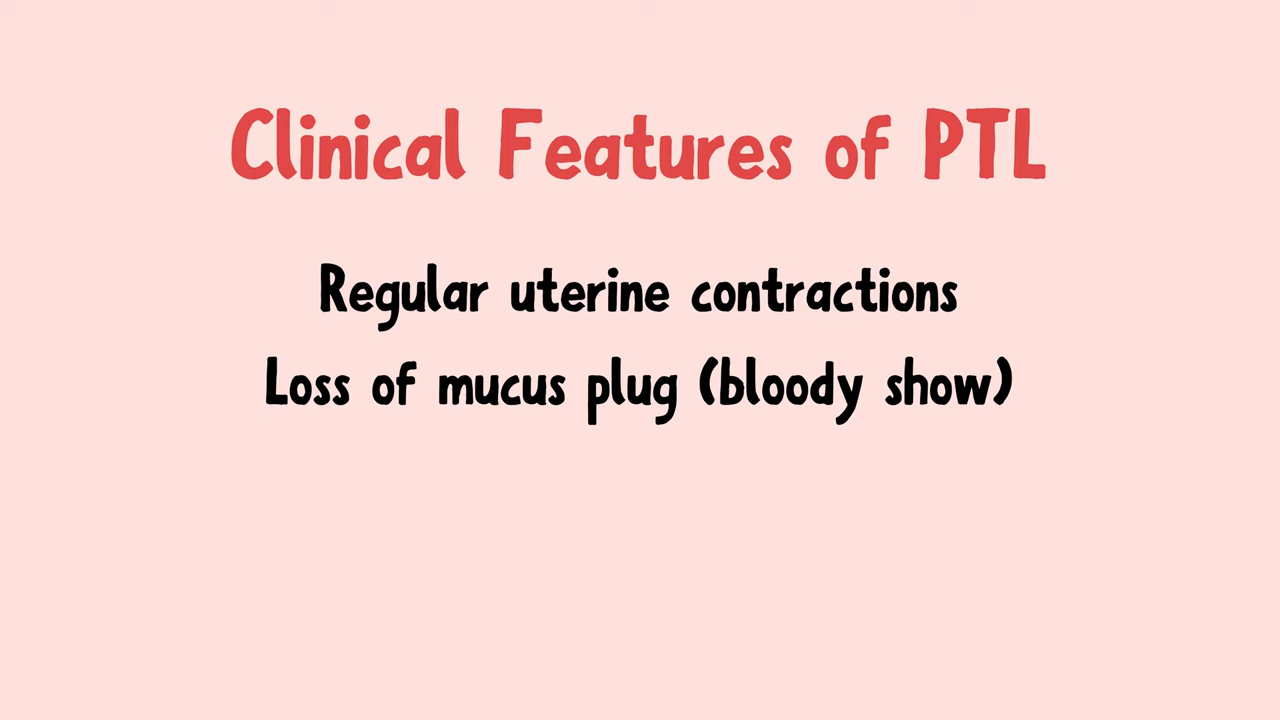 Clinical Features of PTL
Regular uterine contractions
Loss of mucus plug (bloody show)